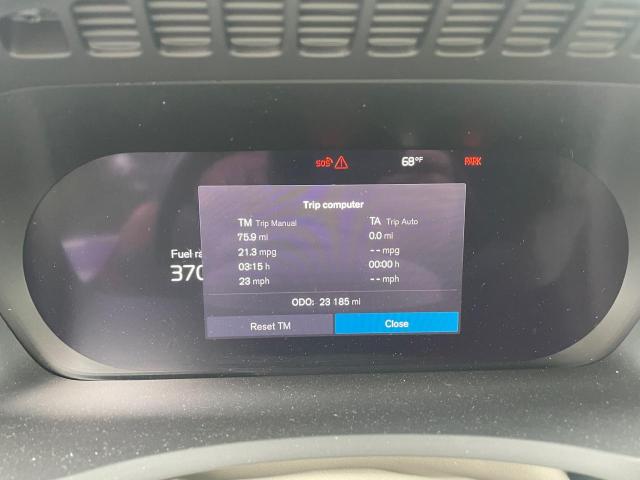 SOS 68°F PARK
Trip computer
TM Trip Manual TA Trip Auto
75.9 mi 0.0 mi
21.3 mpg -- mpg
03:15 h 00:00 h
23 mph -- mph
Fuel
370
ODO: 23 185 mi
Reset TM Close